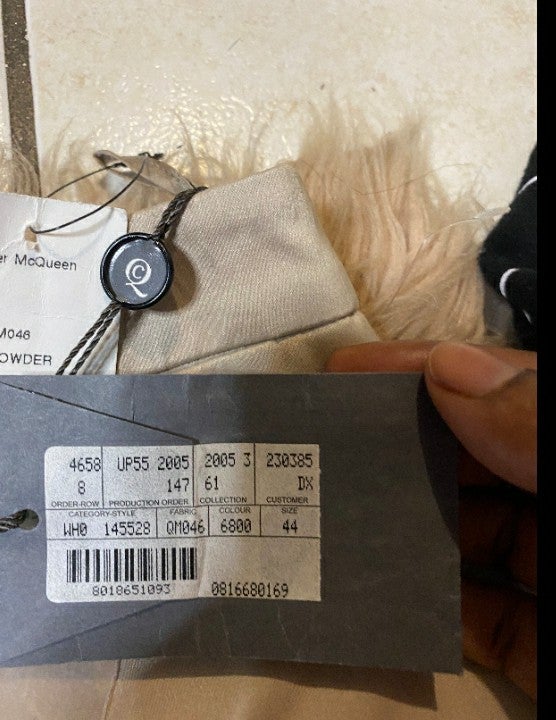 er McQueen
M046
OWDER
4658 UP55 2005 2005 3 230385
8 147 61 DX
ORDER-ROW PRODUCTION ORDER COLLECTION CUSTOMER
CATEGORY-STYLE FABRIC COLOUR SIZE
WH0 145528 QM046 6800 44
8018651093 0816680169